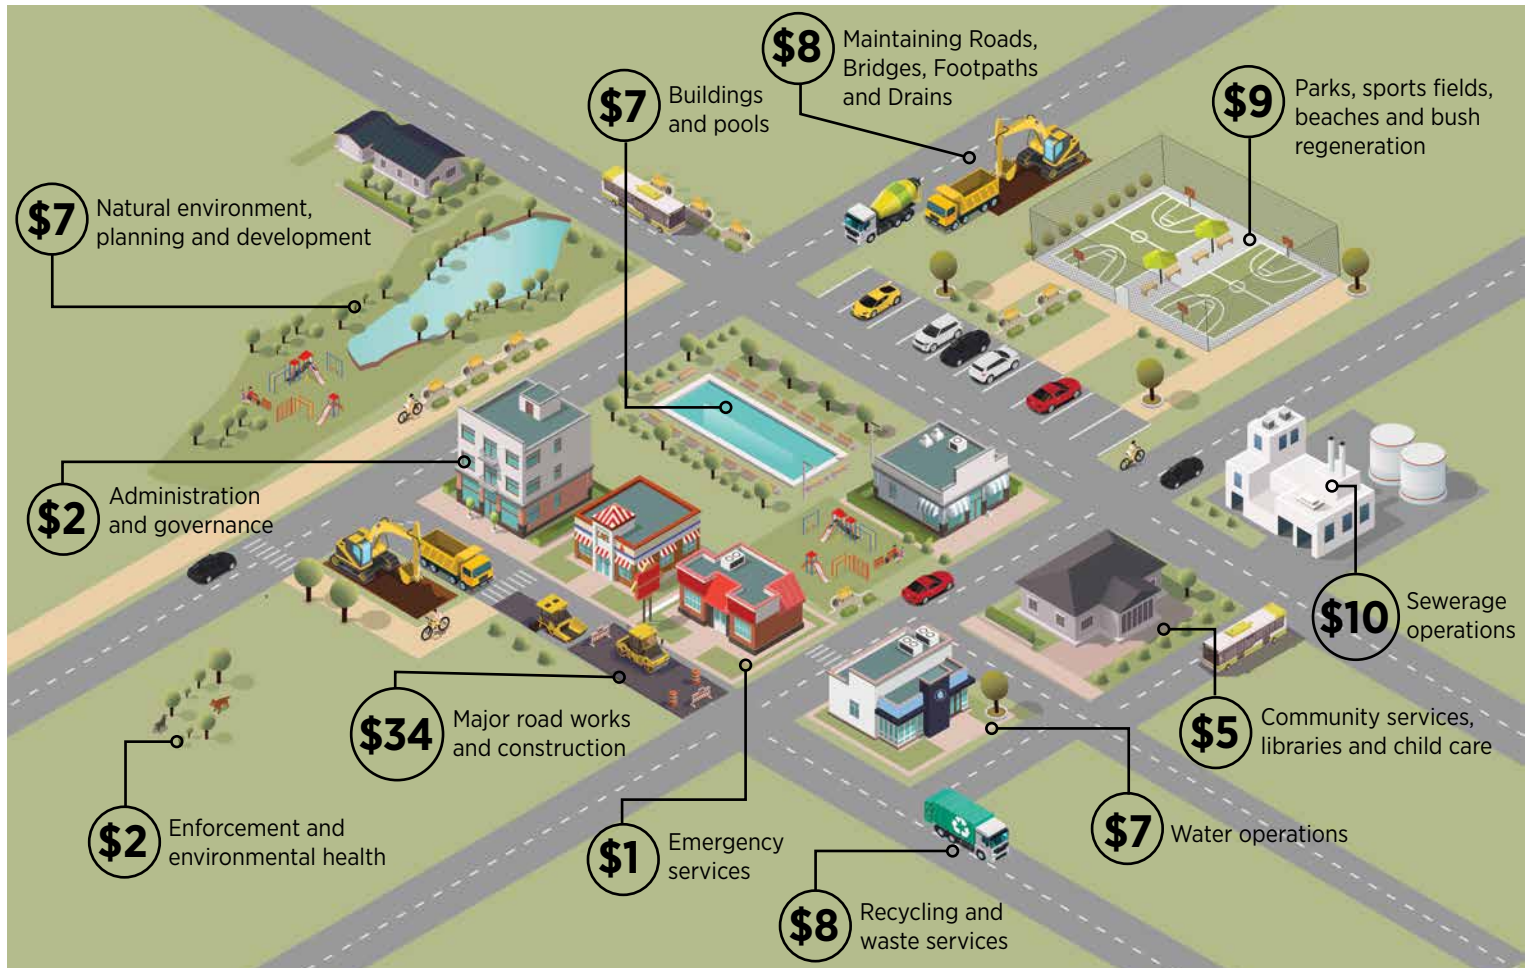 $8
Maintaining Roads,
Bridges, Footpaths
and Drains
$7
Buildings
and pools
$9
Parks, sports fields,
beaches and bush
regeneration
$7
Natural environment,
planning and development
$2
Administration
and governance
$10
Sewerage
operations
$34
Major road works
and construction
$5
Community services,
libraries and child care
$2
Enforcement and
environmental health
$1
Emergency
services
$7
Water operations
$8
Recycling and
waste services